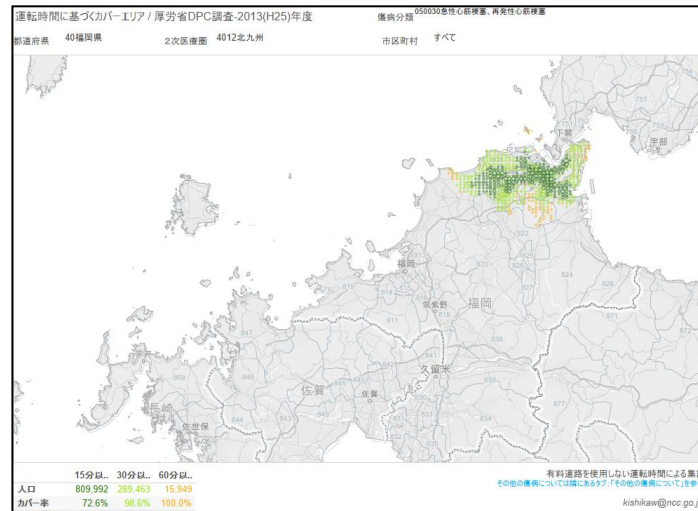 運転時間に基づくカバーエリア / 厚労省DPC調査-2013(H25)年度
傷病分類 050030急性心筋梗塞、再発性心筋梗塞
都道府県 40福岡県 2次医療圏 4012北九州 市区町村 すべて
下関
宇部
福岡
筑紫野
福岡
久留米
佐賀
佐賀
長崎
佐世保
15分以.. 30分以.. 60分以..
人口 809,992 289,463 15,949
カバー率 72.6% 98.6% 100.0%
有料道路を使用しない運転時間による集計
その他の傷病については隣にあるタブ:「その他の傷病について」を参
kishikaw@ncc.go.j